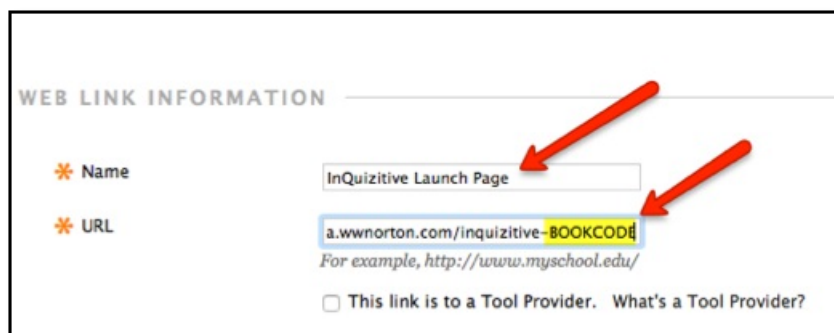 WEB LINK INFORMATION
Name
InQuizitive Launch Page
URL
a.wwnorton.com/inquizitive-BOOKCODE
For example, http://www.myschool.edu/
This link is to a Tool Provider. What's a Tool Provider?